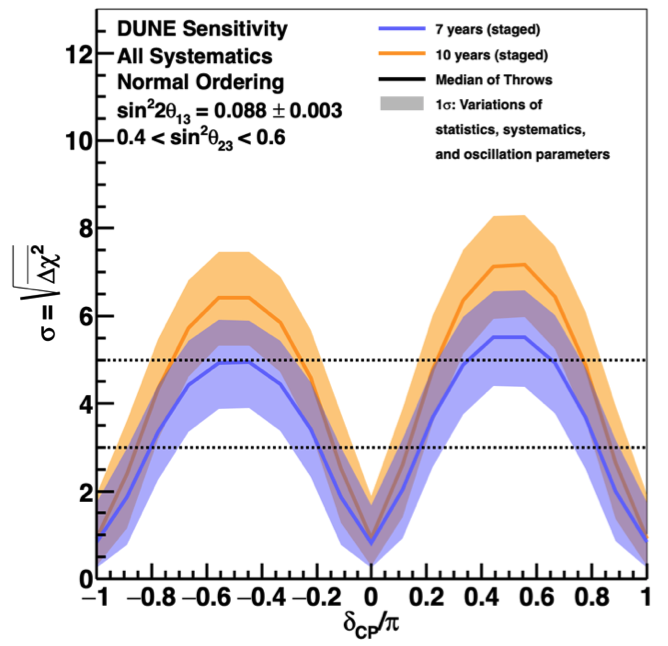 DUNE Sensitivity
All Systematics
Normal Ordering
sin²2θ₁₃ = 0.088 ± 0.003
0.4 < sin²θ₂₃ < 0.6
7 years (staged)
10 years (staged)
Median of Throws
1σ: Variations of
statistics, systematics,
and oscillation parameters
σ = √Δχ²
12
10
8
6
4
2
0
−1 −0.8 −0.6 −0.4 −0.2 0 0.2 0.4 0.6 0.8 1
δCP/π